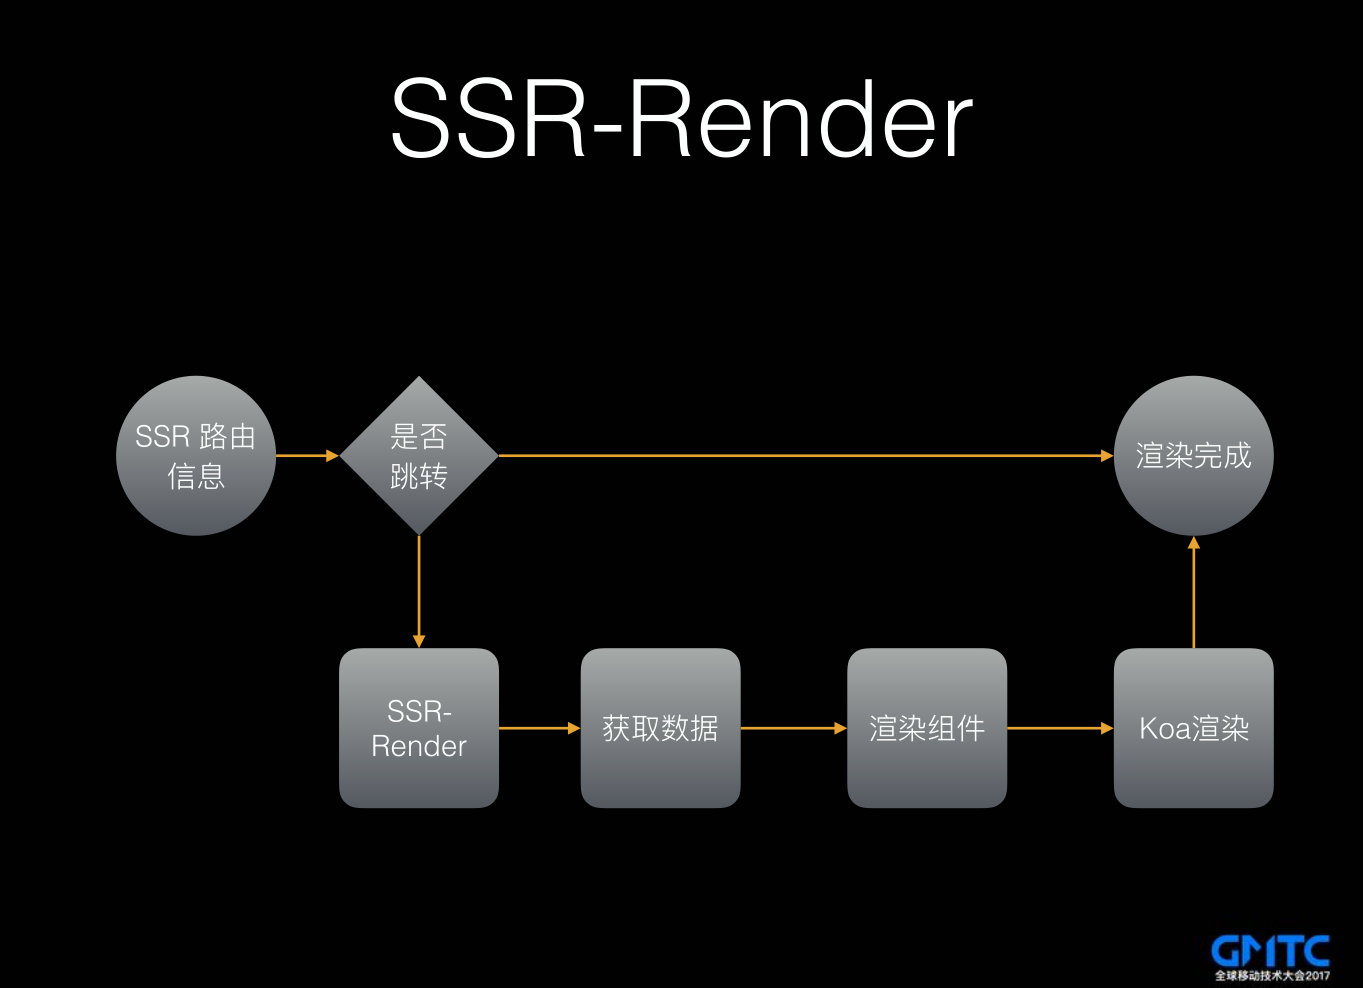 SSR-Render
SSR 路由
信息
是否
跳转
渲染完成
SSR-
Render
获取数据
渲染组件
Koa渲染
GMTC
全球移动技术大会2017